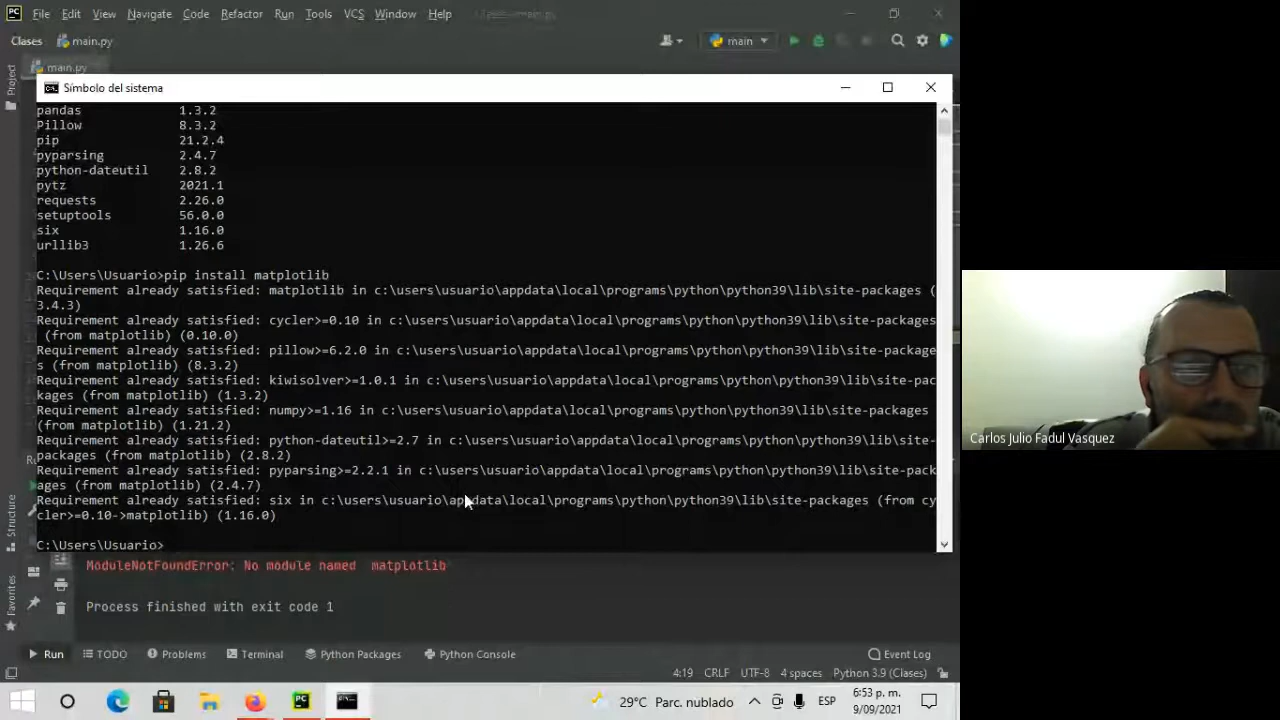 File Edit View Navigate Code Refactor Run Tools VCS Window Help
Clases main.py main
main.py
Project
Símbolo del sistema
pandas 1.3.2
Pillow 8.3.2
pip 21.2.4
pyparsing 2.4.7
python-dateutil 2.8.2
pytz 2021.1
requests 2.26.0
setuptools 56.0.0
six 1.16.0
urllib3 1.26.6
C:\Users\Usuario>pip install matplotlib
Requirement already satisfied: matplotlib in c:\users\usuario\appdata\local\programs\python\python39\lib\site-packages (
3.4.3)
Requirement already satisfied: cycler>=0.10 in c:\users\usuario\appdata\local\programs\python\python39\lib\site-packages
(from matplotlib) (0.10.0)
Requirement already satisfied: pillow>=6.2.0 in c:\users\usuario\appdata\local\programs\python\python39\lib\site-package
s (from matplotlib) (8.3.2)
Requirement already satisfied: kiwisolver>=1.0.1 in c:\users\usuario\appdata\local\programs\python\python39\lib\site-pac
kages (from matplotlib) (1.3.2)
Requirement already satisfied: numpy>=1.16 in c:\users\usuario\appdata\local\programs\python\python39\lib\site-packages
(from matplotlib) (1.21.2)
Requirement already satisfied: python-dateutil>=2.7 in c:\users\usuario\appdata\local\programs\python\python39\lib\site-
packages (from matplotlib) (2.8.2)
Requirement already satisfied: pyparsing>=2.2.1 in c:\users\usuario\appdata\local\programs\python\python39\lib\site-pack
ages (from matplotlib) (2.4.7)
Requirement already satisfied: six in c:\users\usuario\appdata\local\programs\python\python39\lib\site-packages (from cy
cler>=0.10->matplotlib) (1.16.0)
C:\Users\Usuario>
Structure
Favorites
ModuleNotFoundError: No module named matplotlib
Process finished with exit code 1
Run TODO Problems Terminal Python Packages Python Console Event Log
4:19 CRLF UTF-8 4 spaces Python 3.9 (Clases)
29°C Parc. nublado ESP
6:53 p. m.
9/09/2021
Carlos Julio Fadul Vasquez